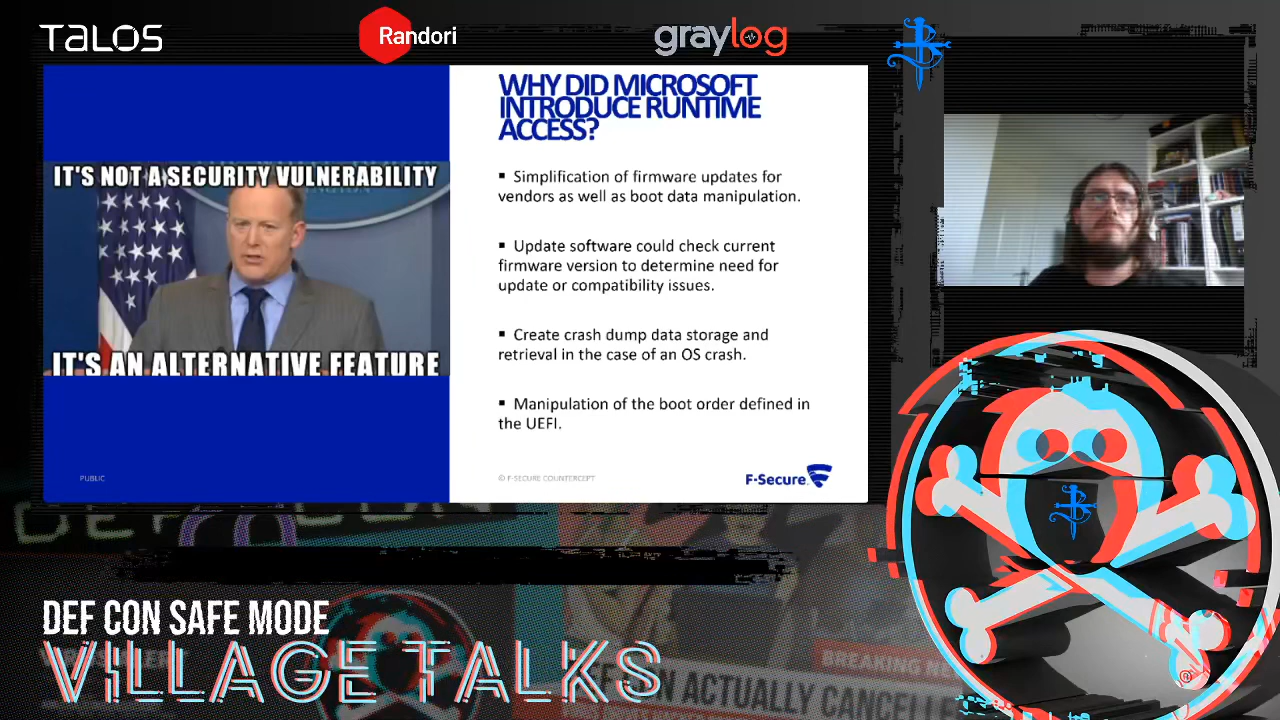 TALOS
Randori
graylog
WHY DID MICROSOFT
INTRODUCE RUNTIME
ACCESS?
IT'S NOT A SECURITY VULNERABILITY
IT'S AN ALTERNATIVE FEATURE
▪ Simplification of firmware updates for
vendors as well as boot data manipulation.
▪ Update software could check current
firmware version to determine need for
update or compatibility issues.
▪ Create crash dump data storage and
retrieval in the case of an OS crash.
▪ Manipulation of the boot order defined in
the UEFI.
PUBLIC
© F-SECURE COUNTERCEPT
F-Secure
DEF CON SAFE MODE
VILLAGE TALKS
BREAKING
ACTUALLY